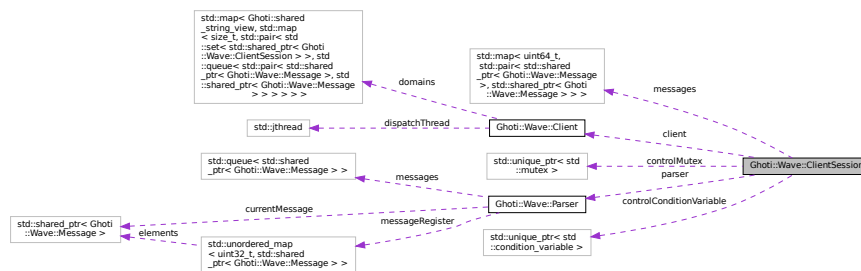 std::map< Ghoti::shared
_string_view, std::map
< size_t, std::pair< std
::set< std::shared_ptr< Ghoti
::Wave::ClientSession > >, std
::queue< std::pair< std::shared
_ptr< Ghoti::Wave::Message >, std
::shared_ptr< Ghoti::Wave::Message
> > > > > >
std::map< uint64_t,
std::pair< std::shared
_ptr< Ghoti::Wave::Message
>, std::shared_ptr< Ghoti
::Wave::Message > > >
domains
messages
std::jthread
dispatchThread
Ghoti::Wave::Client
client
std::queue< std::shared
_ptr< Ghoti::Wave::Message > >
messages
std::unique_ptr< std
::mutex >
controlMutex
parser
Ghoti::Wave::ClientSession
Ghoti::Wave::Parser
controlConditionVariable
currentMessage
messageRegister
std::shared_ptr< Ghoti
::Wave::Message >
elements
std::unordered_map
< uint32_t, std::shared
_ptr< Ghoti::Wave::Message > >
std::unique_ptr< std
::condition_variable >